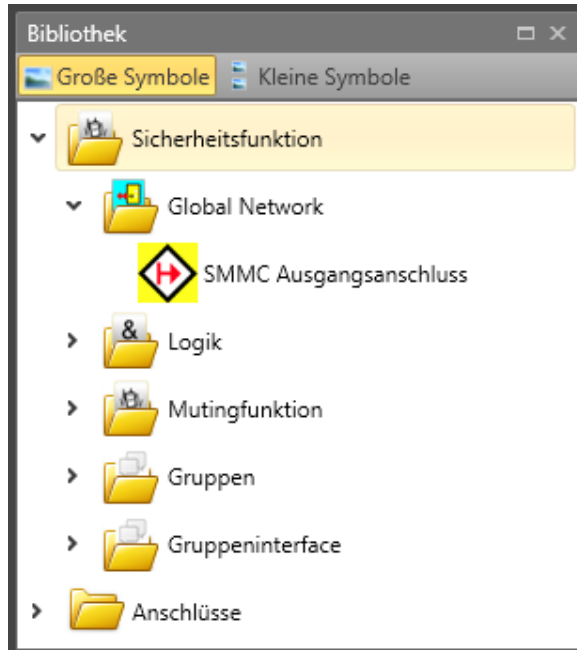 Bibliothek
Große Symbole Kleine Symbole
Sicherheitsfunktion
Global Network
SMMC Ausgangsanschluss
& Logik
Mutingfunktion
Gruppen
Gruppeninterface
Anschlüsse